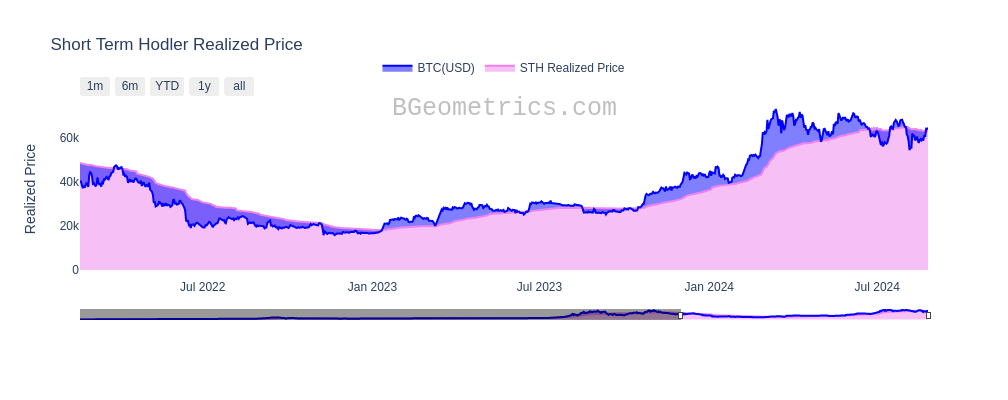 Short Term Hodler Realized Price
BTC(USD) STH Realized Price
1m 6m YTD 1y all
BGeometrics.com
Realized Price
60k
40k
20k
0
Jul 2022 Jan 2023 Jul 2023 Jan 2024 Jul 2024